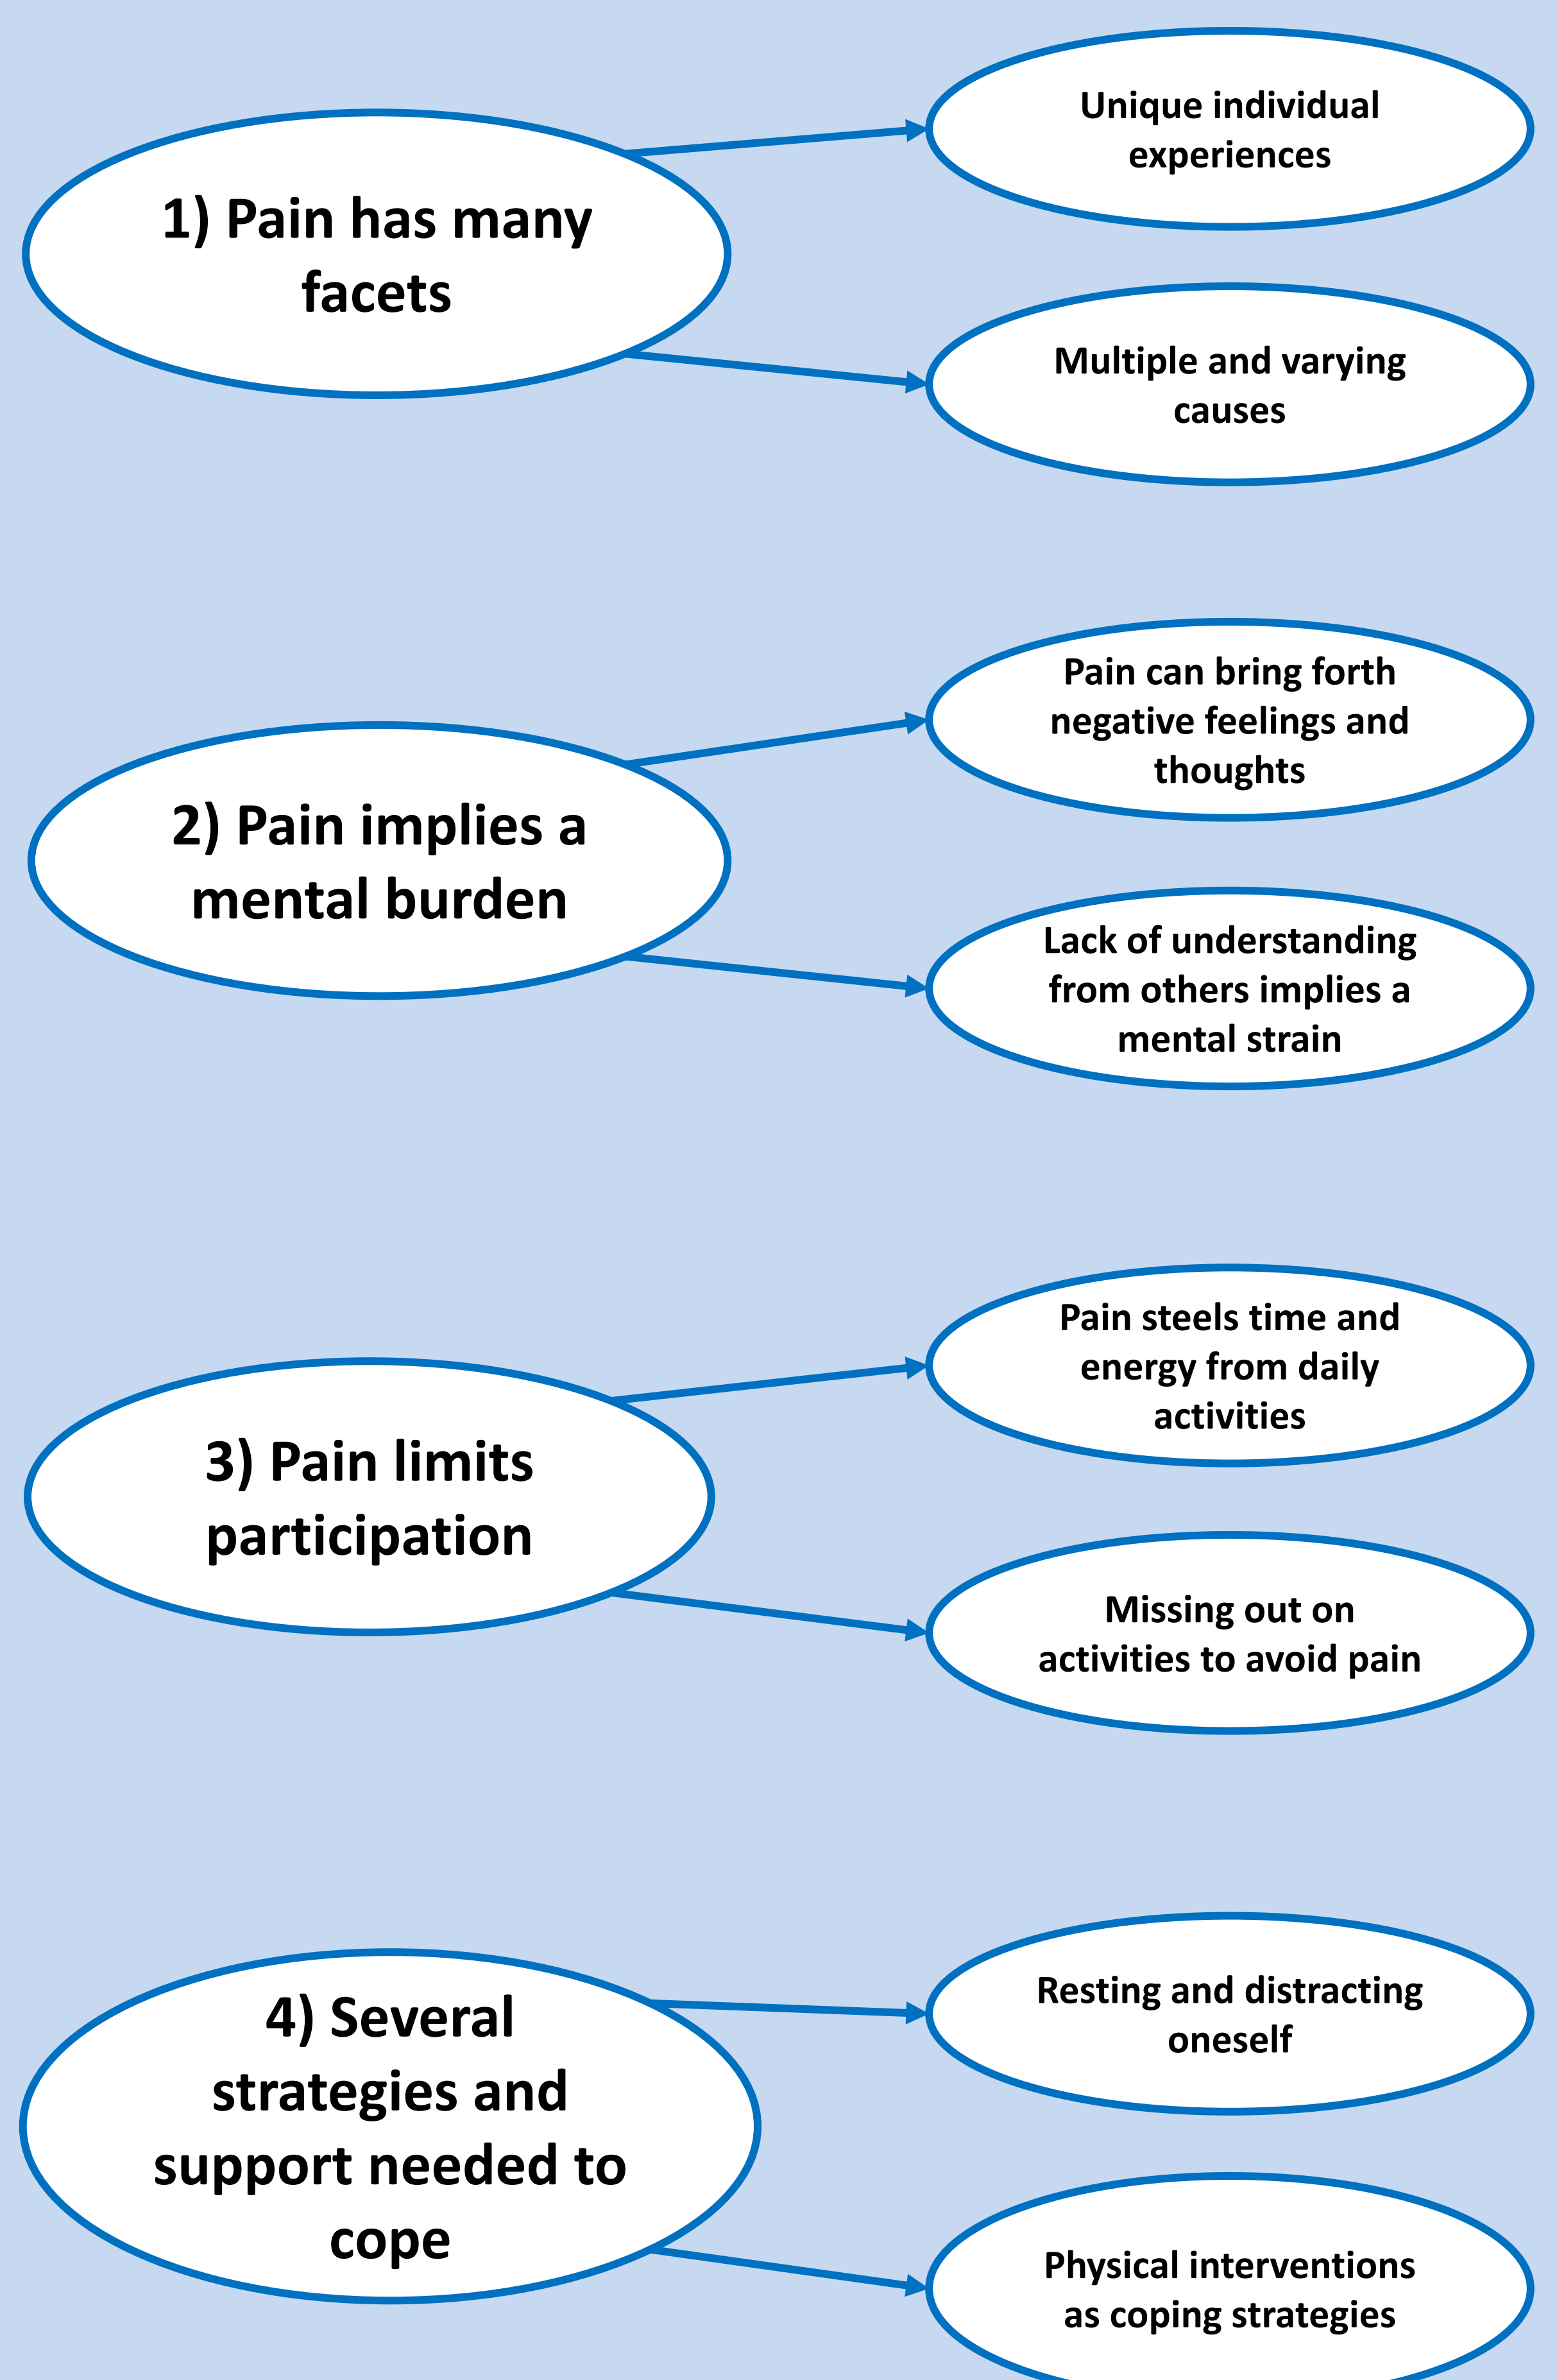 1) Pain has many
facets
Unique individual
experiences
Multiple and varying
causes
2) Pain implies a
mental burden
Pain can bring forth
negative feelings and
thoughts
Lack of understanding
from others implies a
mental strain
3) Pain limits
participation
Pain steels time and
energy from daily
activities
Missing out on
activities to avoid pain
4) Several
strategies and
support needed to
cope
Resting and distracting
oneself
Physical interventions
as coping strategies